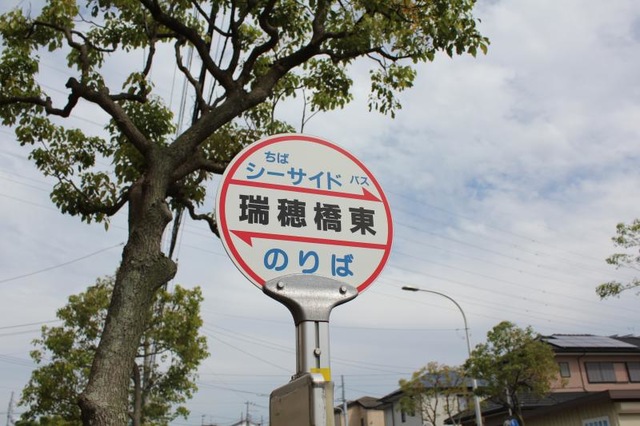 ちば
シーサイドバス
瑞穂橋東
のりば